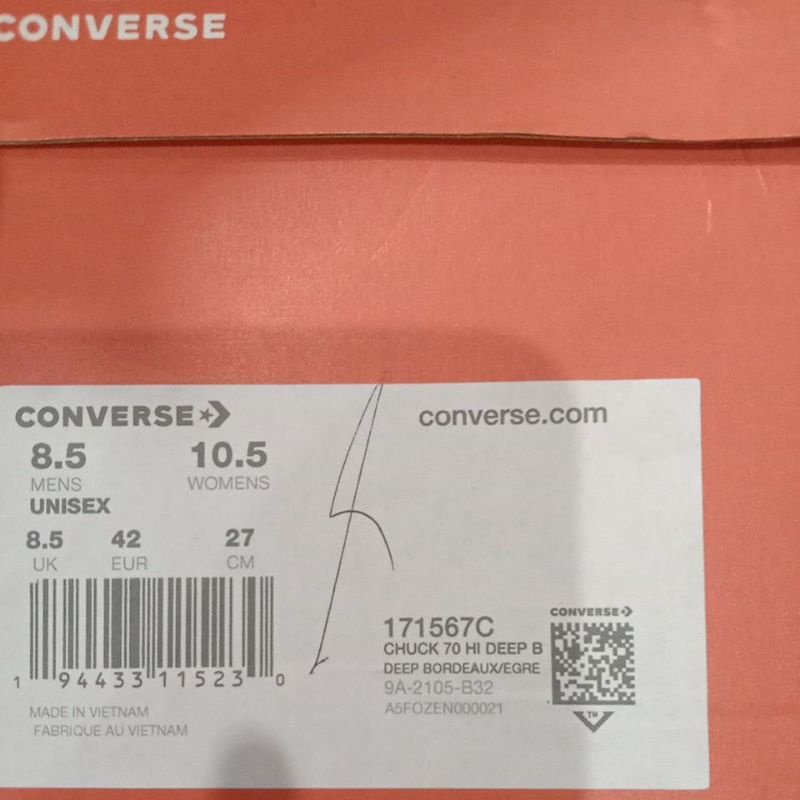 CONVERSE
CONVERSE
converse.com
8.5 10.5
MENS WOMENS
UNISEX
8.5 42 27
UK EUR CM
1 94433 11523 0
MADE IN VIETNAM
FABRIQUE AU VIETNAM
171567C
CHUCK 70 HI DEEP B
DEEP BORDEAUX/EGRE
9A-2105-B32
A5FOZEN000021
CONVERSE
TM